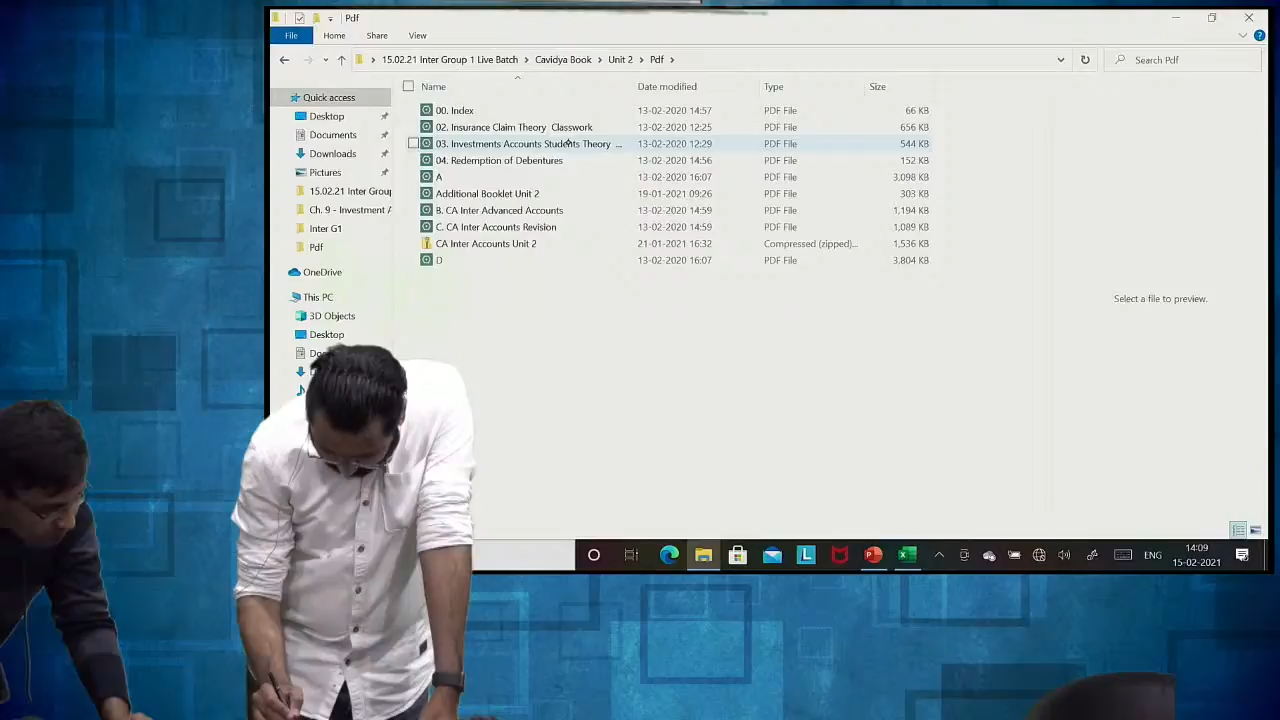 Pdf
File Home Share View
15.02.21 Inter Group 1 Live Batch > Cavidya Book > Unit 2 > Pdf >
Search Pdf
Name Date modified Type Size
00. Index 13-02-2020 14:57 PDF File 66 KB
02. Insurance Claim Theory Classwork 13-02-2020 12:25 PDF File 656 KB
03. Investments Accounts Students Theory ... 13-02-2020 12:29 PDF File 544 KB
04. Redemption of Debentures 13-02-2020 14:56 PDF File 152 KB
A 13-02-2020 16:07 PDF File 3,098 KB
Additional Booklet Unit 2 19-01-2021 09:26 PDF File 303 KB
B. CA Inter Advanced Accounts 13-02-2020 14:59 PDF File 1,194 KB
C. CA Inter Accounts Revision 13-02-2020 14:59 PDF File 1,089 KB
CA Inter Accounts Unit 2 21-01-2021 16:32 Compressed (zipped)... 1,536 KB
D 13-02-2020 16:07 PDF File 3,804 KB
Quick access
Desktop
Documents
Downloads
Pictures
15.02.21 Inter Group
Ch. 9 - Investment A
Inter G1
Pdf
OneDrive
This PC
3D Objects
Desktop
Select a file to preview.
L
ENG
14:09
15-02-2021